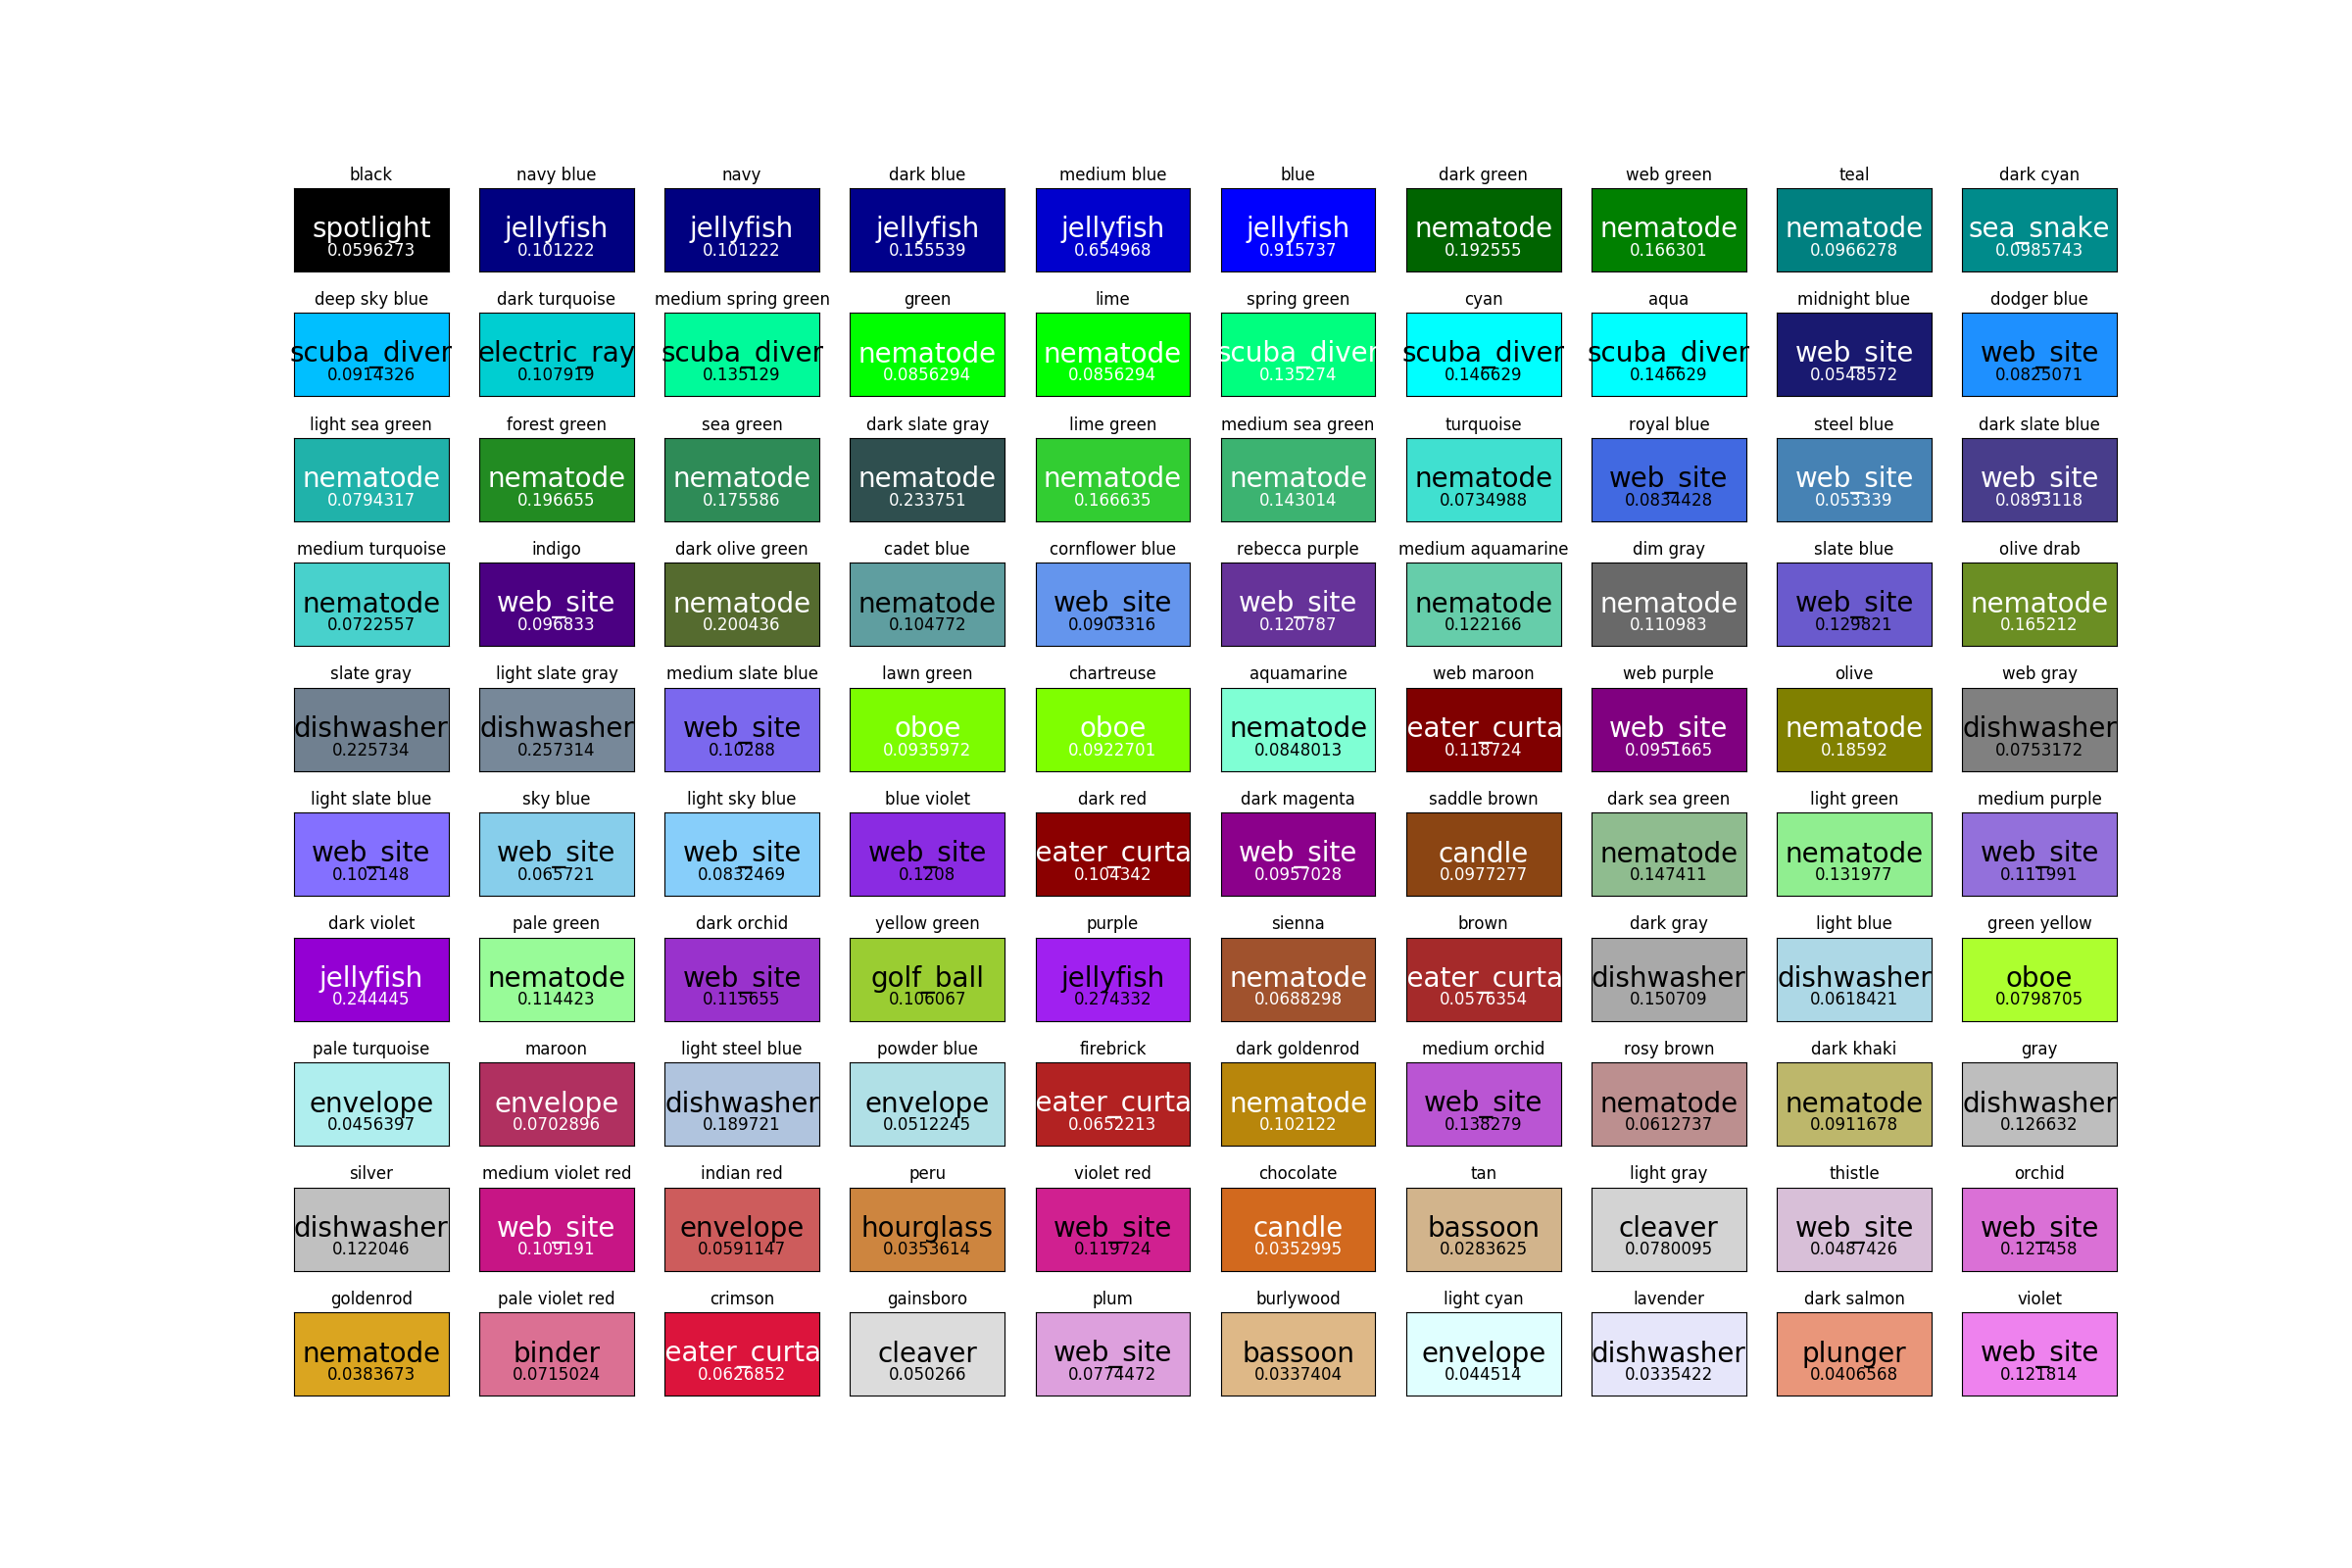 black navy blue navy dark blue medium blue blue dark green web green teal dark cyan
spotlight jellyfish jellyfish jellyfish jellyfish jellyfish nematode nematode nematode sea_snake
0.0596273 0.101222 0.101222 0.155539 0.654968 0.915737 0.192555 0.166301 0.0966278 0.0985743
deep sky blue dark turquoise medium spring green green lime spring green cyan aqua midnight blue dodger blue
scuba_diver electric_ray scuba_diver nematode nematode scuba_diver scuba_diver scuba_diver web_site web_site
0.0914326 0.107919 0.135129 0.0856294 0.0856294 0.135274 0.146629 0.146629 0.0548572 0.0825071
light sea green forest green sea green dark slate gray lime green medium sea green turquoise royal blue steel blue dark slate blue
nematode nematode nematode nematode nematode nematode nematode web_site web_site web_site
0.0794317 0.196655 0.175586 0.233751 0.166635 0.143014 0.0734988 0.0834428 0.053339 0.0893118
medium turquoise indigo dark olive green cadet blue cornflower blue rebecca purple medium aquamarine dim gray slate blue olive drab
nematode web_site nematode nematode web_site web_site nematode nematode web_site nematode
0.0722557 0.096833 0.200436 0.104772 0.0903316 0.120787 0.122166 0.110983 0.129821 0.165212
slate gray light slate gray medium slate blue lawn green chartreuse aquamarine web maroon web purple olive web gray
dishwasher dishwasher web_site oboe oboe nematode eater_curta web_site nematode dishwasher
0.225734 0.257314 0.10288 0.0935972 0.0922701 0.0848013 0.118724 0.0951665 0.18592 0.0753172
light slate blue sky blue light sky blue blue violet dark red dark magenta saddle brown dark sea green light green medium purple
web_site web_site web_site web_site eater_curta web_site candle nematode nematode web_site
0.102148 0.065721 0.0832469 0.1208 0.104342 0.0957028 0.0977277 0.147411 0.131977 0.111991
dark violet pale green dark orchid yellow green purple sienna brown dark gray light blue green yellow
jellyfish nematode web_site golf_ball jellyfish nematode eater_curta dishwasher dishwasher oboe
0.244445 0.114423 0.115655 0.106067 0.274332 0.0688298 0.0576354 0.150709 0.0618421 0.0798705
pale turquoise maroon light steel blue powder blue firebrick dark goldenrod medium orchid rosy brown dark khaki gray
envelope envelope dishwasher envelope eater_curta nematode web_site nematode nematode dishwasher
0.0456397 0.0702896 0.189721 0.0512245 0.0652213 0.102122 0.138279 0.0612737 0.0911678 0.126632
silver medium violet red indian red peru violet red chocolate tan light gray thistle orchid
dishwasher web_site envelope hourglass web_site candle bassoon cleaver web_site web_site
0.122046 0.109191 0.0591147 0.0353614 0.119724 0.0352995 0.0283625 0.0780095 0.0487426 0.121458
goldenrod pale violet red crimson gainsboro plum burlywood light cyan lavender dark salmon violet
nematode binder eater_curta cleaver web_site bassoon envelope dishwasher plunger web_site
0.0383673 0.0715024 0.0626852 0.050266 0.0774472 0.0337404 0.044514 0.0335422 0.0406568 0.121814